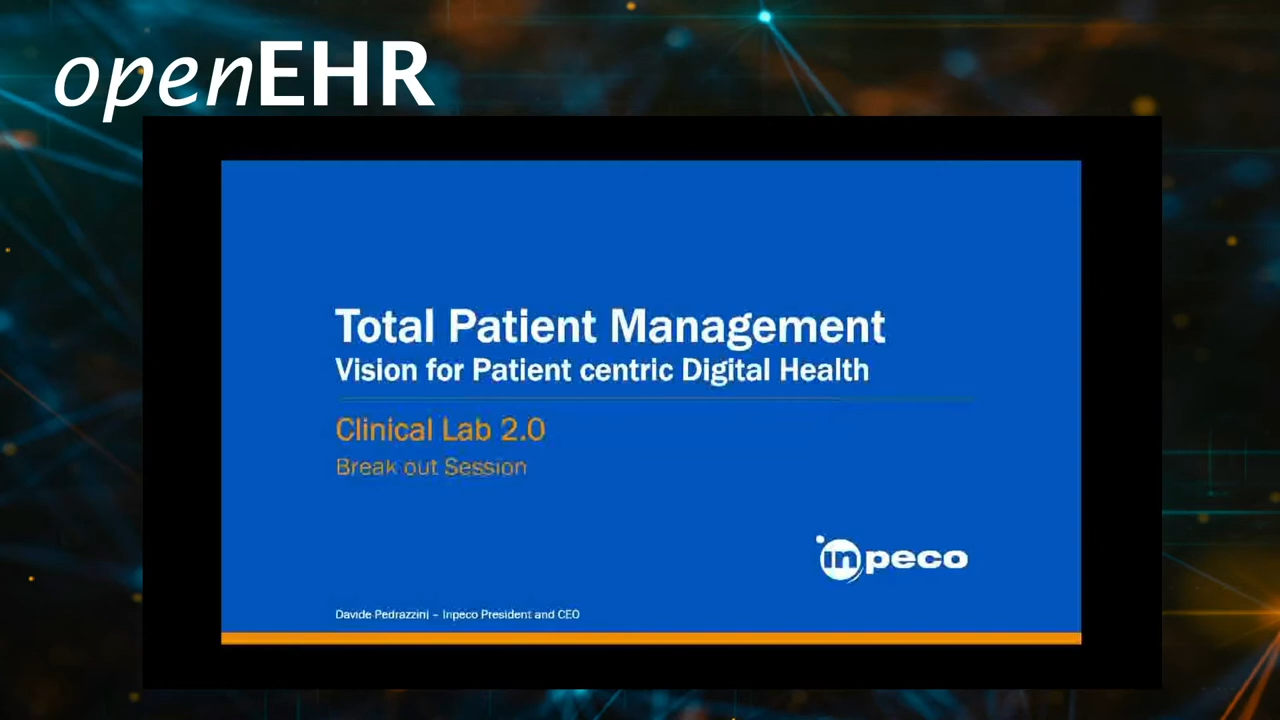 openEHR
Total Patient Management
Vision for Patient centric Digital Health
Clinical Lab 2.0
Break out Session
inpeco
Davide Pedrazzini – Inpeco President and CEO